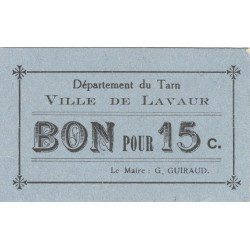 Département du Tarn
VILLE DE LAVAUR
BON POUR 15 C.
Le Maire : G. GUIRAUD.